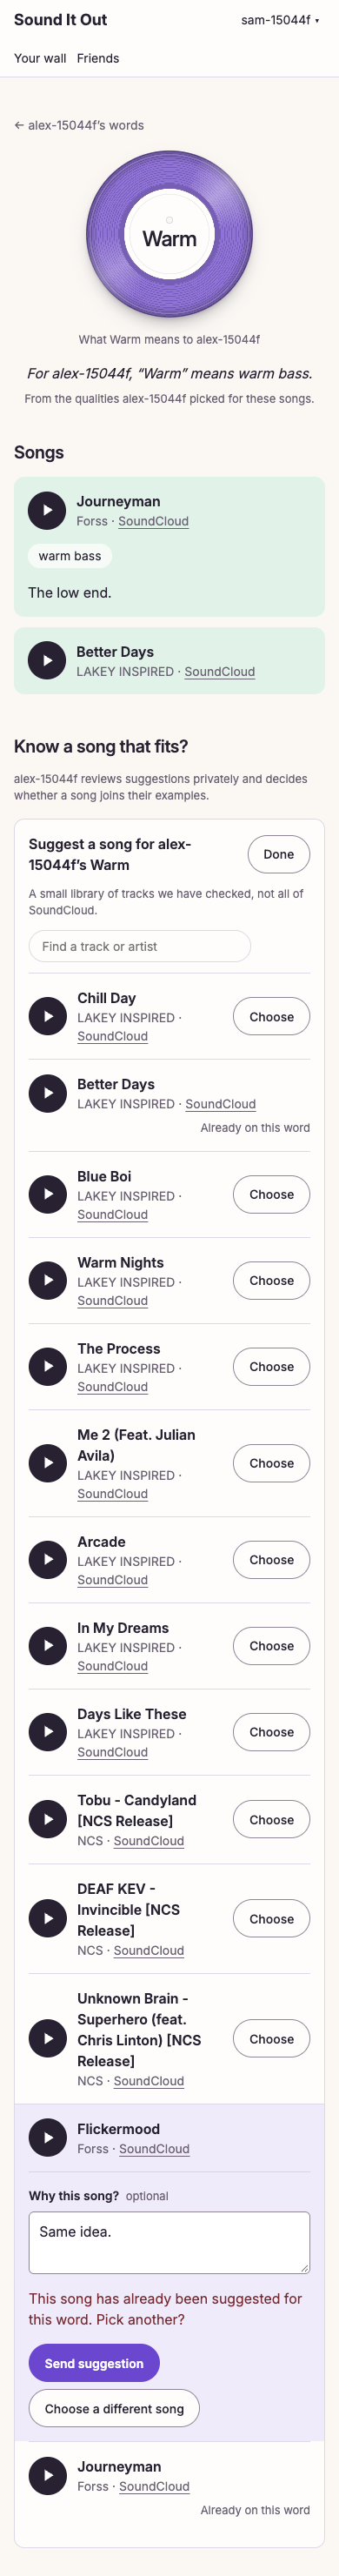 Sound It Out
sam-15044f ▾
Your wall Friends
← alex-15044f's words
Warm
What Warm means to alex-15044f
For alex-15044f, “Warm” means warm bass.
From the qualities alex-15044f picked for these songs.
Songs
Journeyman
Forss · SoundCloud
warm bass
The low end.
Better Days
LAKEY INSPIRED · SoundCloud
Know a song that fits?
alex-15044f reviews suggestions privately and decides
whether a song joins their examples.
Suggest a song for alex-
15044f's Warm
Done
A small library of tracks we have checked, not all of
SoundCloud.
Find a track or artist
Chill Day
LAKEY INSPIRED ·
SoundCloud
Choose
Better Days
LAKEY INSPIRED · SoundCloud
Already on this word
Blue Boi
LAKEY INSPIRED ·
SoundCloud
Choose
Warm Nights
LAKEY INSPIRED ·
SoundCloud
Choose
The Process
LAKEY INSPIRED ·
SoundCloud
Choose
Me 2 (Feat. Julian
Avila)
LAKEY INSPIRED ·
SoundCloud
Choose
Arcade
LAKEY INSPIRED ·
SoundCloud
Choose
In My Dreams
LAKEY INSPIRED ·
SoundCloud
Choose
Days Like These
LAKEY INSPIRED ·
SoundCloud
Choose
Tobu - Candyland
[NCS Release]
NCS · SoundCloud
Choose
DEAF KEV -
Invincible [NCS
Release]
NCS · SoundCloud
Choose
Unknown Brain -
Superhero (feat.
Chris Linton) [NCS
Release]
NCS · SoundCloud
Choose
Flickermood
Forss · SoundCloud
Why this song? optional
Same idea.
This song has already been suggested for
this word. Pick another?
Send suggestion
Choose a different song
Journeyman
Forss · SoundCloud
Already on this word